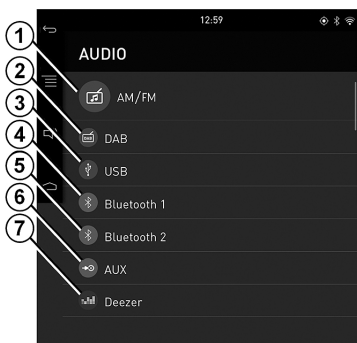 12:59
AUDIO
1
AM/FM
2
DAB
3
USB
4
Bluetooth 1
5
Bluetooth 2
6
AUX
7
Deezer